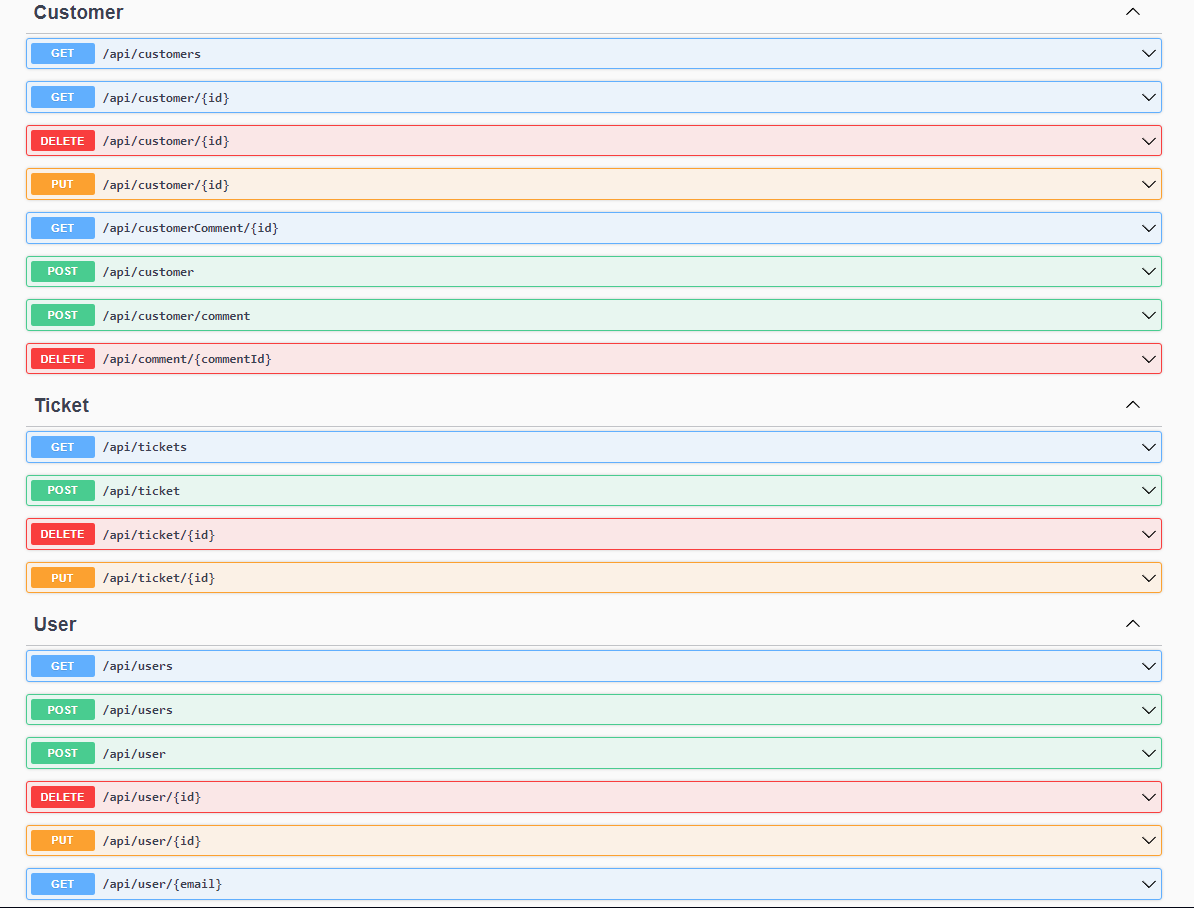 Customer
GET /api/customers
GET /api/customer/{id}
DELETE /api/customer/{id}
PUT /api/customer/{id}
GET /api/customerComment/{id}
POST /api/customer
POST /api/customer/comment
DELETE /api/comment/{commentId}
Ticket
GET /api/tickets
POST /api/ticket
DELETE /api/ticket/{id}
PUT /api/ticket/{id}
User
GET /api/users
POST /api/users
POST /api/user
DELETE /api/user/{id}
PUT /api/user/{id}
GET /api/user/{email}